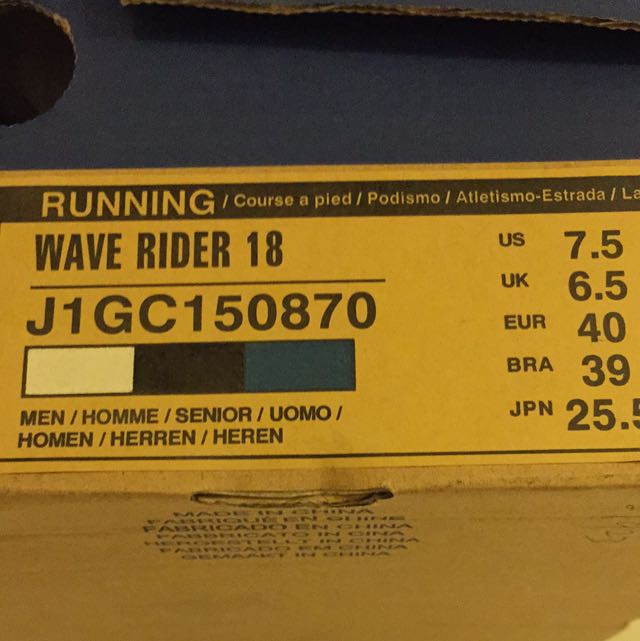 RUNNING / Course a pied / Podismo / Atletismo-Estrada / La
WAVE RIDER 18
J1GC150870
US 7.5
UK 6.5
EUR 40
BRA 39
JPN 25.5
MEN / HOMME / SENIOR / UOMO /
HOMEN / HERREN / HEREN
MADE IN CHINA
FABRIQUÉ EN CHINE
FABRICADO EN CHINA
FABBRICATO IN CINA
HERGESTELLT IN CHINA
FABRICADO EM CHINA
GEMAAKT IN CHINA